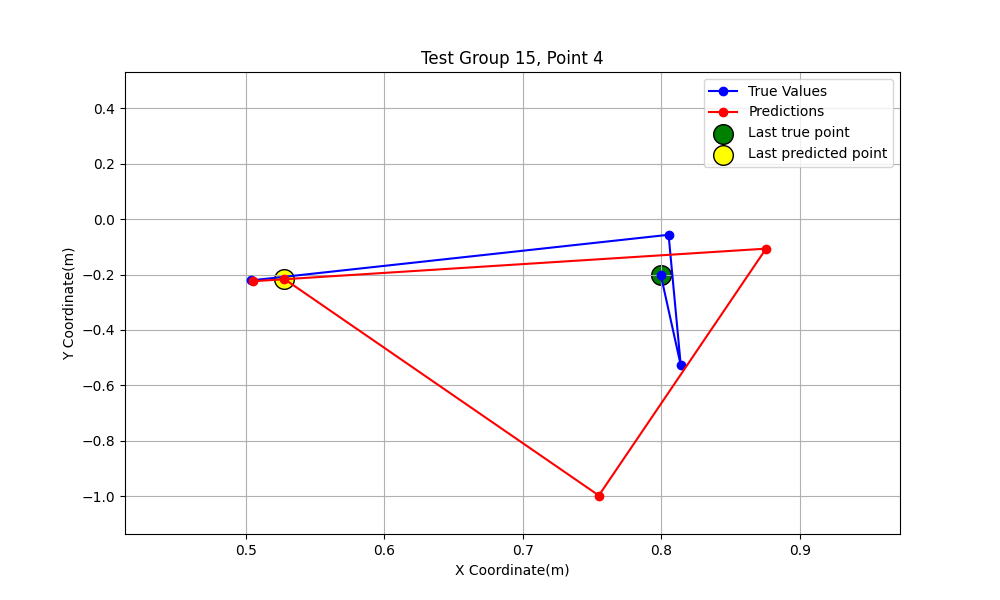 Test Group 15, Point 4
True Values
Predictions
Last true point
Last predicted point
0.4
0.2
0.0
−0.2
−0.4
−0.6
−0.8
−1.0
Y Coordinate(m)
0.5 0.6 0.7 0.8 0.9
X Coordinate(m)